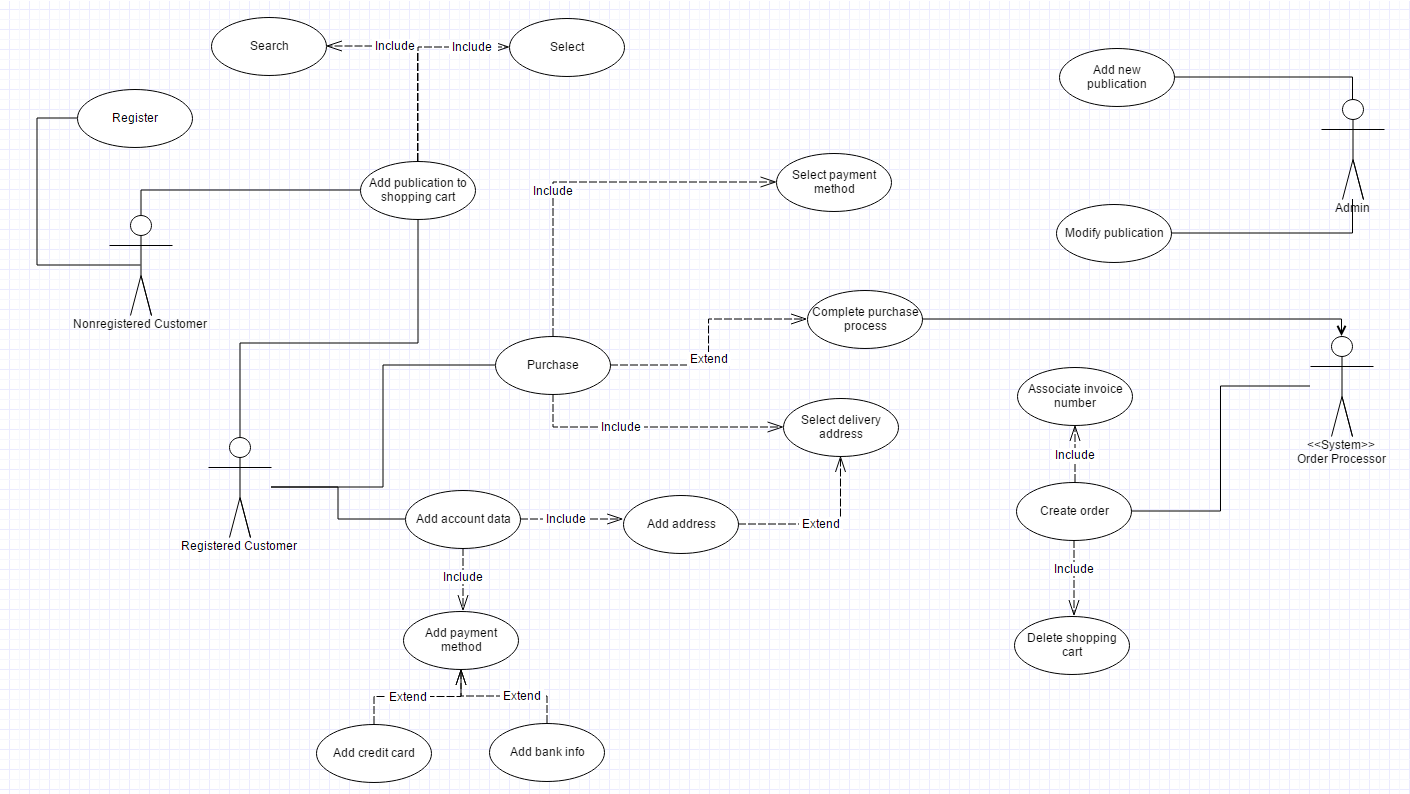 Search
Include
Include
Select
Add new
publication
Register
Select payment
method
Add publication to
shopping cart
Include
Admin
Modify publication
Nonregistered Customer
Complete purchase
process
Purchase
Extend
Associate invoice
number
Select delivery
address
Include
<<System>>
Order Processor
Include
Add account data
Include
Add address
Extend
Create order
Registered Customer
Include
Include
Add payment
method
Delete shopping
cart
Extend
Extend
Add credit card
Add bank info